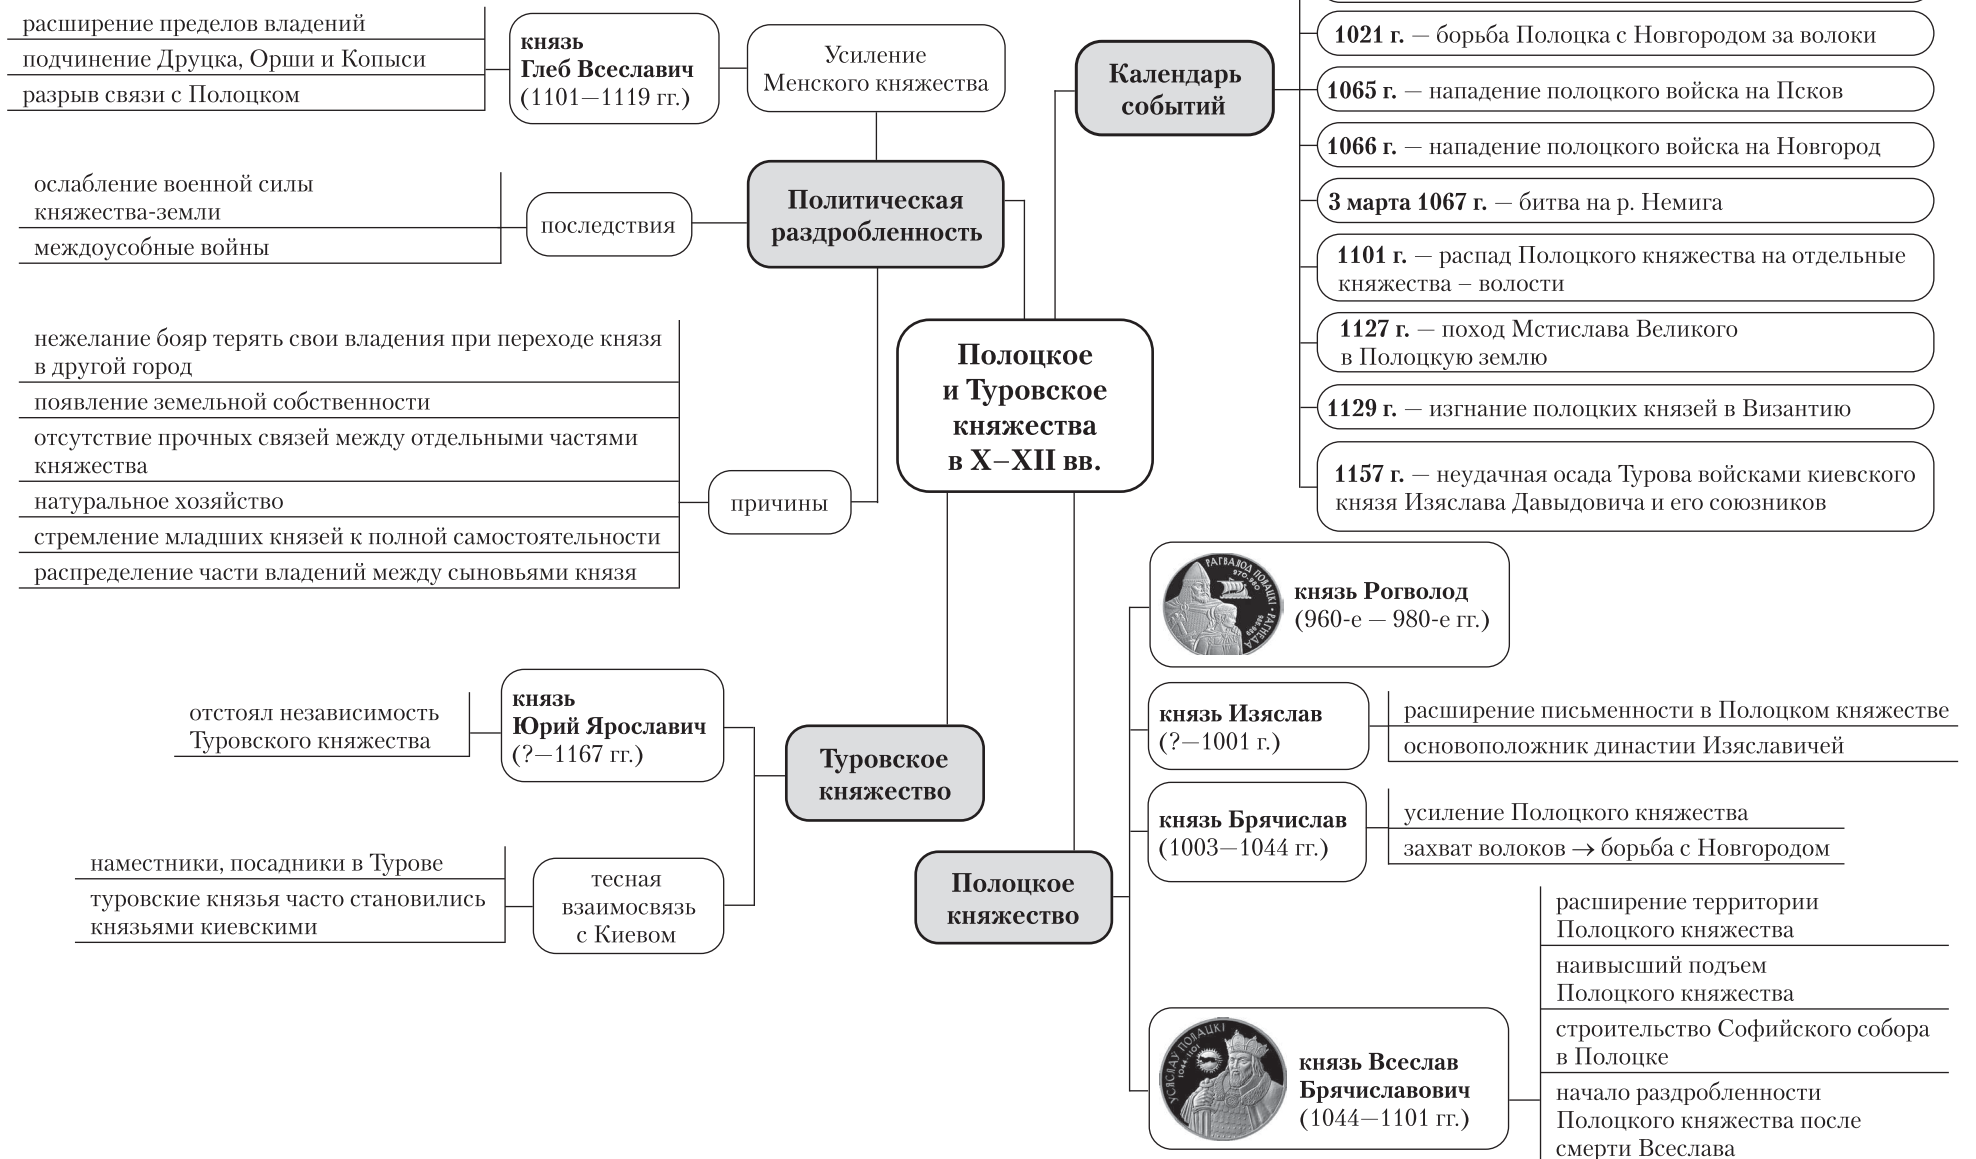 расширение пределов владений
подчинение Друцка, Орши и Копыси
разрыв связи с Полоцком
князь
Глеб Всеславич
(1101—1119 гг.)
Усиление
Менского княжества
Политическая
раздробленность
последствия
ослабление военной силы
княжества-земли
междоусобные войны
причины
нежелание бояр терять свои владения при переходе князя
в другой город
появление земельной собственности
отсутствие прочных связей между отдельными частями
княжества
натуральное хозяйство
стремление младших князей к полной самостоятельности
распределение части владений между сыновьями князя
Полоцкое
и Туровское
княжества
в X–XII вв.
Календарь
событий
1021 г. — борьба Полоцка с Новгородом за волоки
1065 г. — нападение полоцкого войска на Псков
1066 г. — нападение полоцкого войска на Новгород
3 марта 1067 г. — битва на р. Немига
1101 г. — распад Полоцкого княжества на отдельные
княжества – волости
1127 г. — поход Мстислава Великого
в Полоцкую землю
1129 г. — изгнание полоцких князей в Византию
1157 г. — неудачная осада Турова войсками киевского
князя Изяслава Давыдовича и его союзников
Туровское
княжество
князь
Юрий Ярославич
(?—1167 гг.)
отстоял независимость
Туровского княжества
тесная
взаимосвязь
с Киевом
наместники, посадники в Турове
туровские князья часто становились
князьями киевскими
Полоцкое
княжество
РАГВАЛОД ПОЛАЦКІ • РАГНЕДА
970-980
князь Рогволод
(960-е — 980-е гг.)
князь Изяслав
(?—1001 г.)
расширение письменности в Полоцком княжестве
основоположник династии Изяславичей
князь Брячислав
(1003—1044 гг.)
усиление Полоцкого княжества
захват волоков → борьба с Новгородом
УСЯСЛАЎ ПОЛАЦКІ
1044-1101
князь Всеслав
Брячиславович
(1044—1101 гг.)
расширение территории
Полоцкого княжества
наивысший подъем
Полоцкого княжества
строительство Софийского собора
в Полоцке
начало раздробленности
Полоцкого княжества после
смерти Всеслава